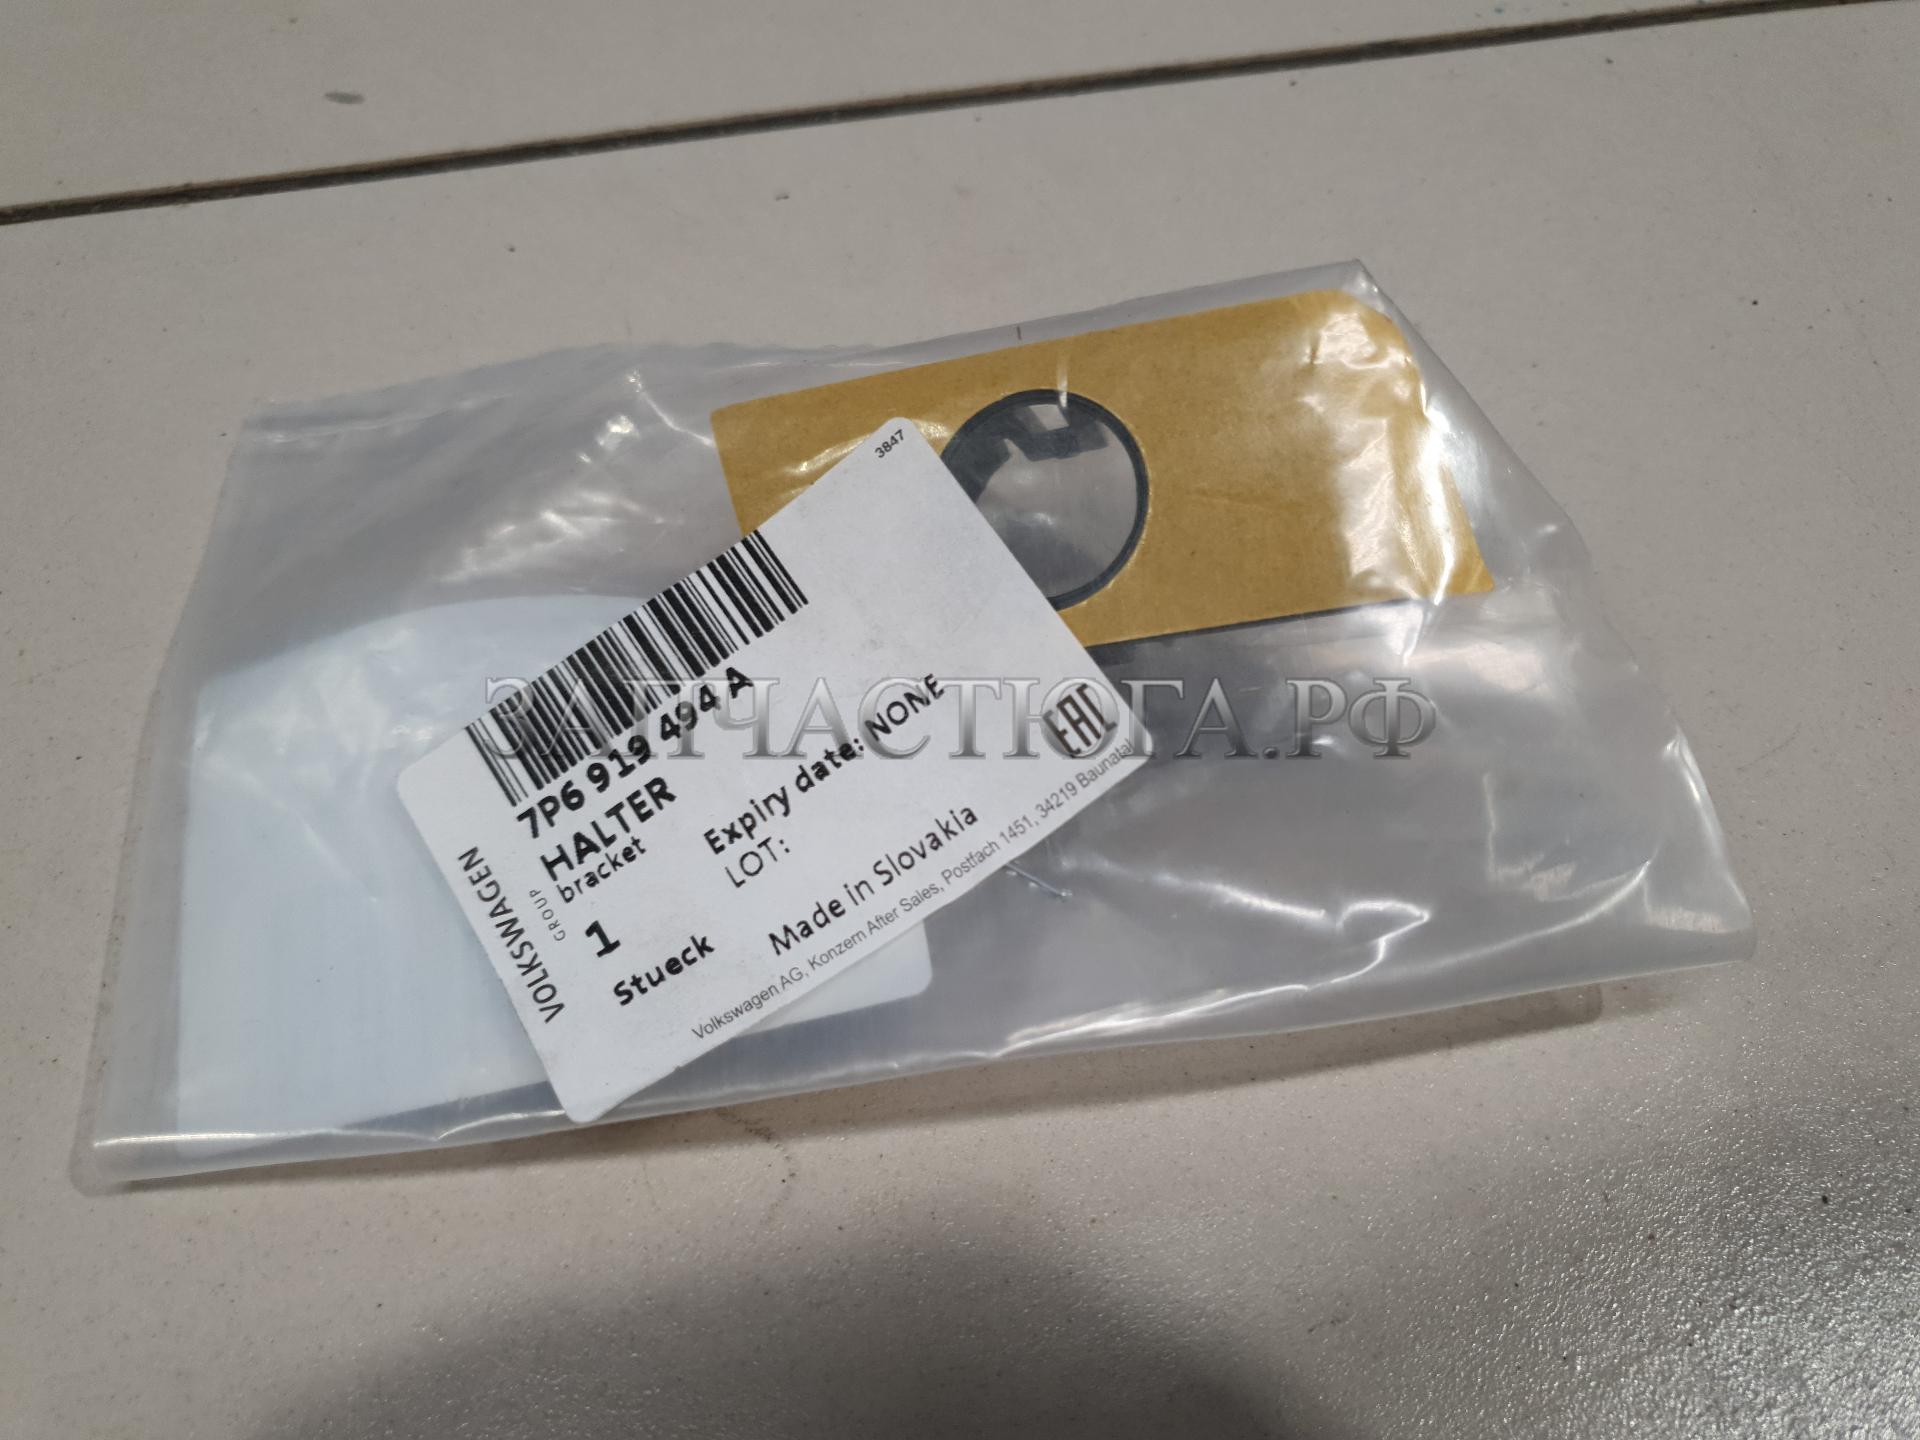 3847
7P6 919 494 A
HALTER
bracket
1
Stueck
Expiry date: NONE
LOT:
Made in Slovakia
EAC
VOLKSWAGEN
GROUP
Volkswagen AG, Konzern After Sales, Postfach 1451, 34219 Baunatal
ЗАПЧАСТЮГА.РФ